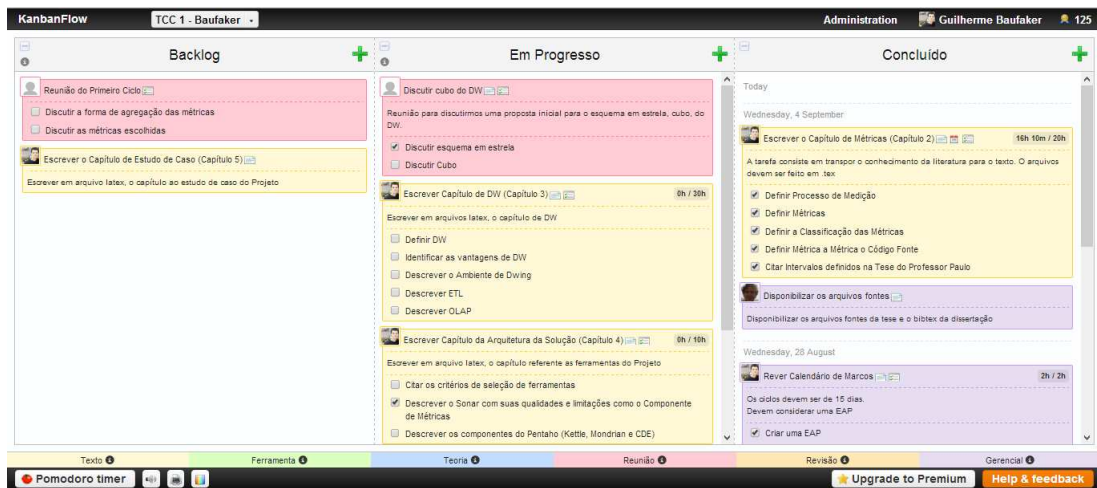 KanbanFlow
TCC 1 - Baufaker
Administration
Guilherme Baufaker
125
Backlog
Reunião do Primeiro Ciclo
Discutir a forma de agregação das métricas
Discutir as métricas escolhidas
Escrever o Capítulo de Estudo de Caso (Capítulo 5)
Escrever em arquivo latex, o capítulo ao estudo de caso do Projeto
Em Progresso
Discutir cubo do DW
Reunião para discutirmos uma proposta inicial para o esquema em estrela, cubo, do
DW.
Discutir esquema em estrela
Discutir Cubo
Escrever Capítulo de DW (Capítulo 3)
0h / 30h
Escrever em arquivos latex, o capítulo de DW
Definir DW
Identificar as vantagens de DW
Descrever o Ambiente de Dwing
Descrever ETL
Descrever OLAP
Escrever Capítulo da Arquitetura da Solução (Capítulo 4)
0h / 10h
Escrever em arquivo latex, o capítulo referente as ferramentas do Projeto
Citar os critérios de seleção de ferramentas
Descrever o Sonar com suas qualidades e limitações como o Componente
de Métricas
Descrever os componentes do Pentaho (Kettle, Mondrian e CDE)
Concluído
Today
Wednesday, 4 September
Escrever o Capítulo de Métricas (Capítulo 2)
16h 10m / 20h
A tarefa consiste em transpor o conhecimento da literatura para o texto. O arquivos
devem ser feito em .tex
Definir Processo de Medição
Definir Métricas
Definir a Classificação das Métricas
Definir Métrica a Métrica o Código Fonte
Citar Intervalos definidos na Tese do Professor Paulo
Disponibilizar os arquivos fontes
Disponibilizar os arquivos fontes da tese e o bibtex da dissertação
Wednesday, 28 August
Rever Calendário de Marcos
2h / 2h
Os ciclos devem ser de 15 dias.
Devem considerar uma EAP
Criar uma EAP
Texto
Ferramenta
Teoria
Reunião
Revisão
Gerencial
Pomodoro timer
Upgrade to Premium
Help & feedback